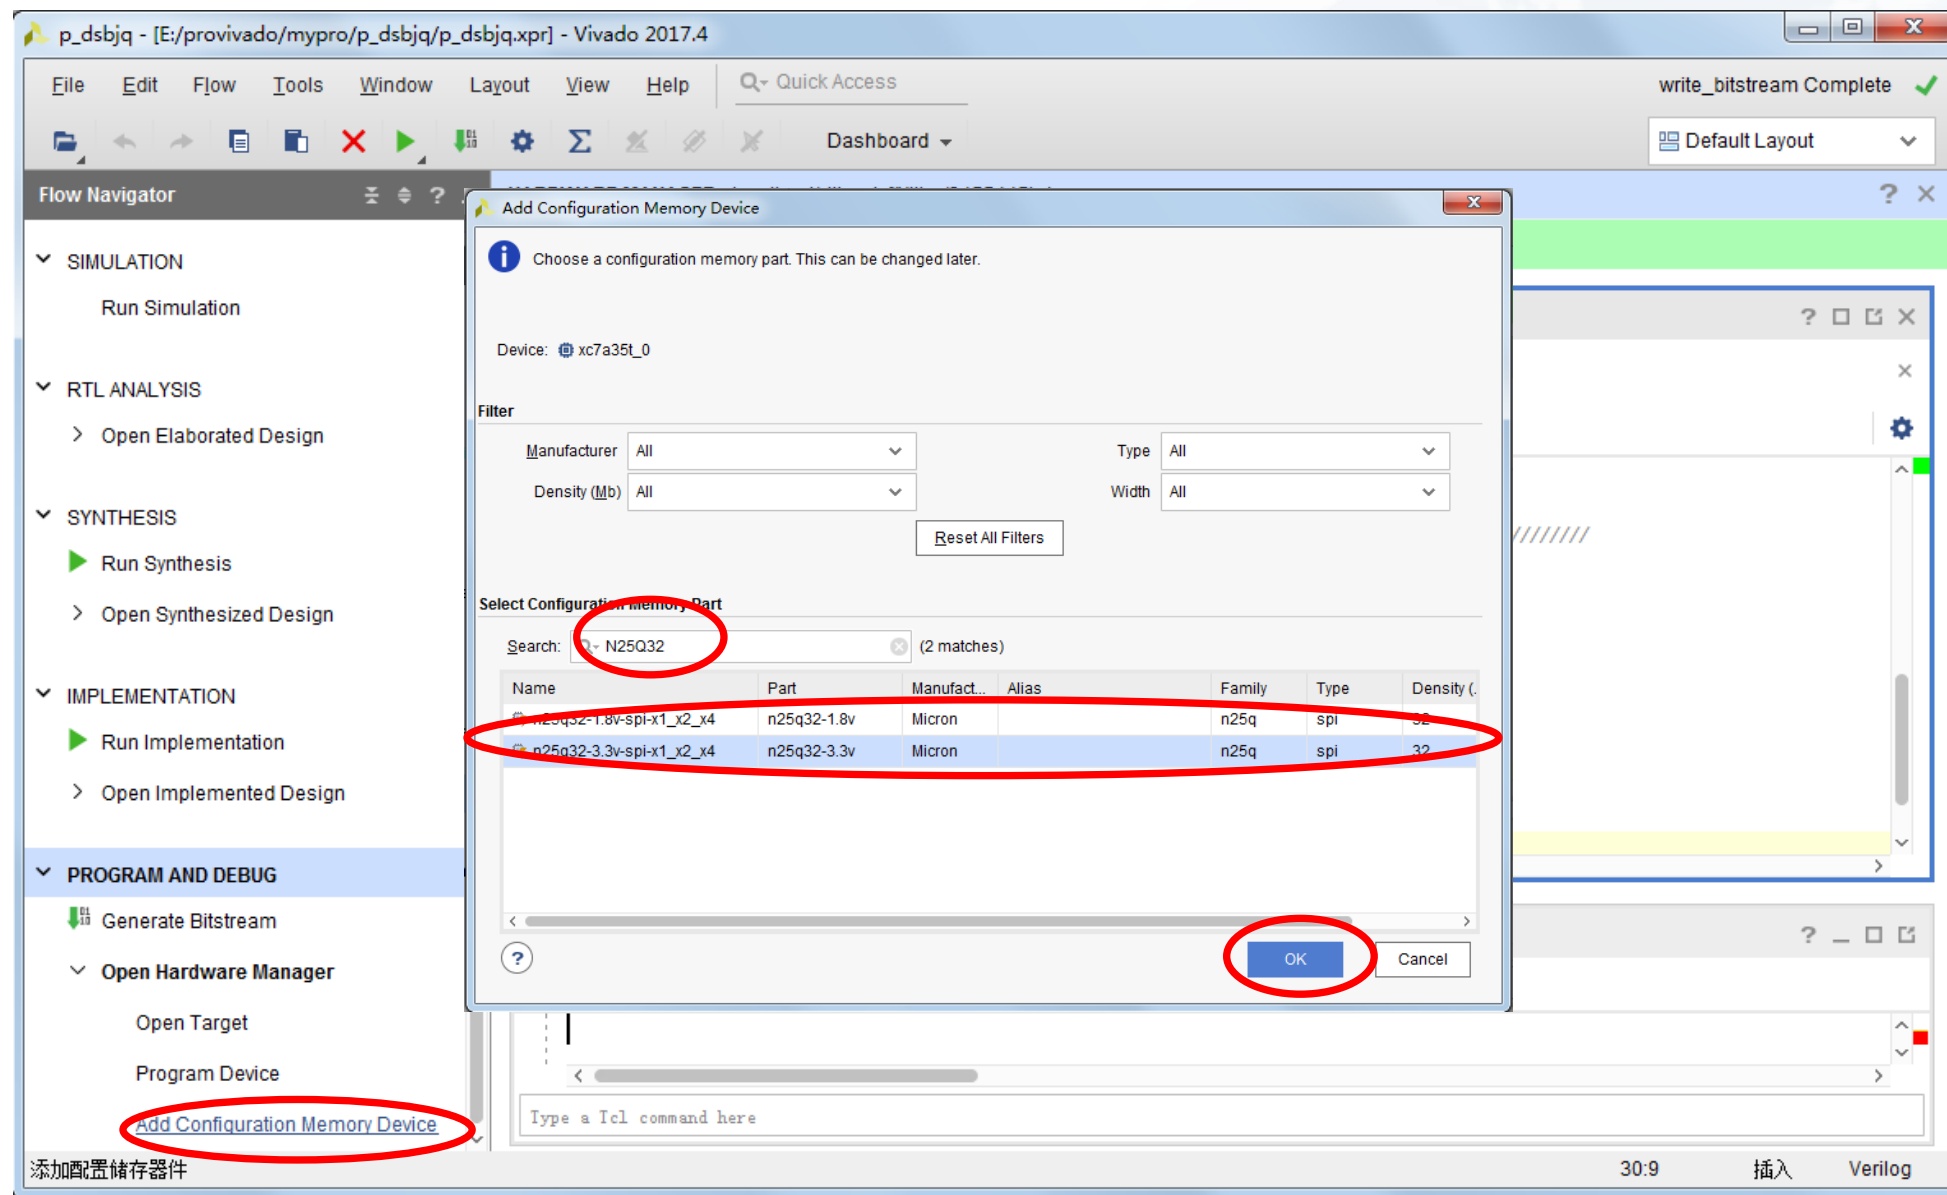 p_dsbjq - [E:/provivado/mypro/p_dsbjq/p_dsbjq.xpr] - Vivado 2017.4
File Edit Flow Tools Window Layout View Help Quick Access write_bitstream Complete
Dashboard Default Layout
Flow Navigator
SIMULATION
Run Simulation
RTL ANALYSIS
Open Elaborated Design
SYNTHESIS
Run Synthesis
Open Synthesized Design
IMPLEMENTATION
Run Implementation
Open Implemented Design
PROGRAM AND DEBUG
Generate Bitstream
Open Hardware Manager
Open Target
Program Device
Add Configuration Memory Device
Add Configuration Memory Device
Choose a configuration memory part. This can be changed later.
Device: xc7a35t_0
Filter
Manufacturer All Type All
Density (Mb) All Width All
Reset All Filters
Select Configuration Memory Part
Search: N25Q32 (2 matches)
Name Part Manufact... Alias Family Type Density (.
n25q32-1.8v-spi-x1_x2_x4 n25q32-1.8v Micron n25q spi 32
n25q32-3.3v-spi-x1_x2_x4 n25q32-3.3v Micron n25q spi 32
OK Cancel
////////
Type a Tcl command here
添加配置储存器件 30:9 插入 Verilog